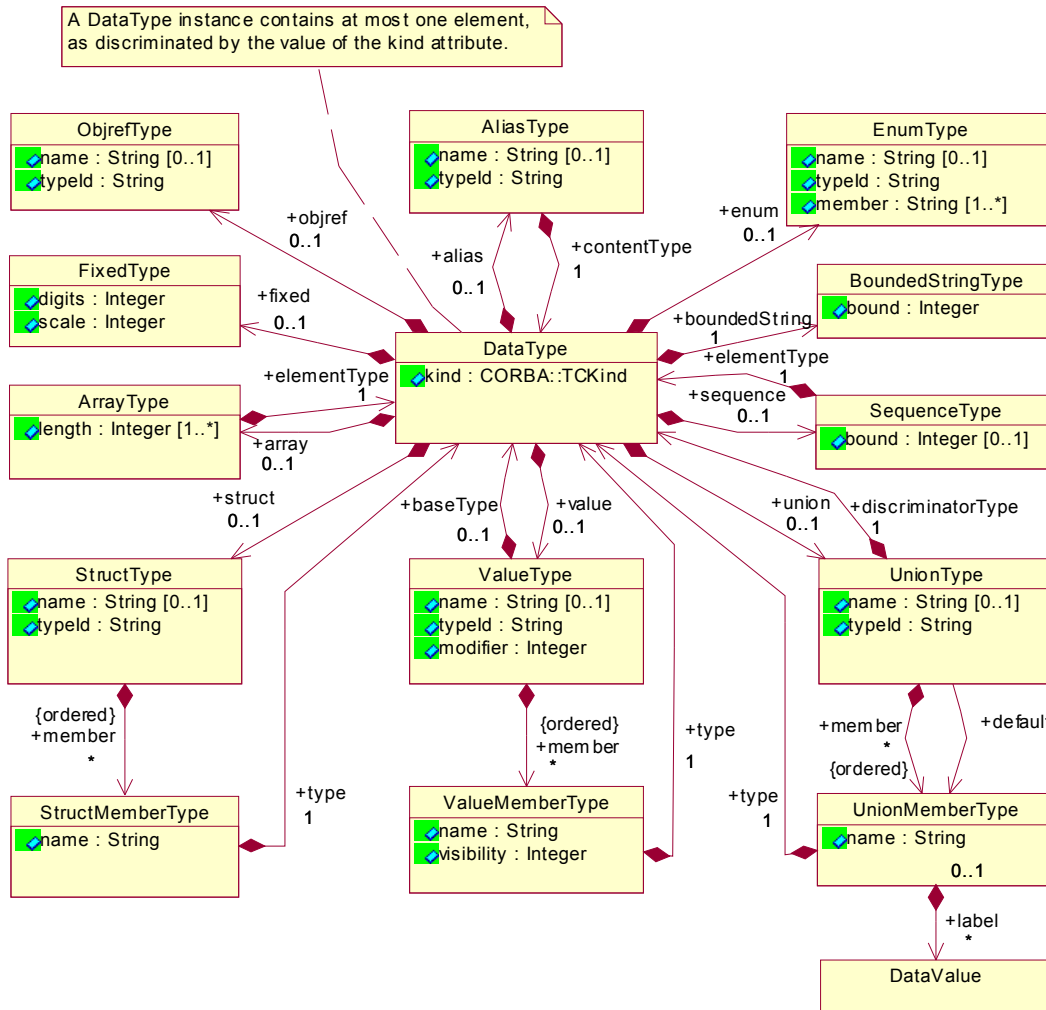 A DataType instance contains at most one element,
as discriminated by the value of the kind attribute.
ObjrefType
name : String [0..1]
typeId : String
AliasType
name : String [0..1]
typeId : String
EnumType
name : String [0..1]
typeId : String
member : String [1..*]
+objref
0..1
+alias
0..1
+contentType
1
+enum
0..1
FixedType
digits : Integer
scale : Integer
+fixed
0..1
BoundedStringType
bound : Integer
+boundedString
1
DataType
kind : CORBA::TCKind
+elementType
1
+elementType
1
ArrayType
length : Integer [1..*]
+array
0..1
+sequence
0..1
SequenceType
bound : Integer [0..1]
+struct
0..1
+baseType
0..1
+value
0..1
+union
0..1
+discriminatorType
1
StructType
name : String [0..1]
typeId : String
ValueType
name : String [0..1]
typeId : String
modifier : Integer
UnionType
name : String [0..1]
typeId : String
{ordered}
+member
*
{ordered}
+member
*
+type
1
+member
*
{ordered}
+default
+type
1
+type
1
StructMemberType
name : String
ValueMemberType
name : String
visibility : Integer
UnionMemberType
name : String
0..1
+label
*
DataValue